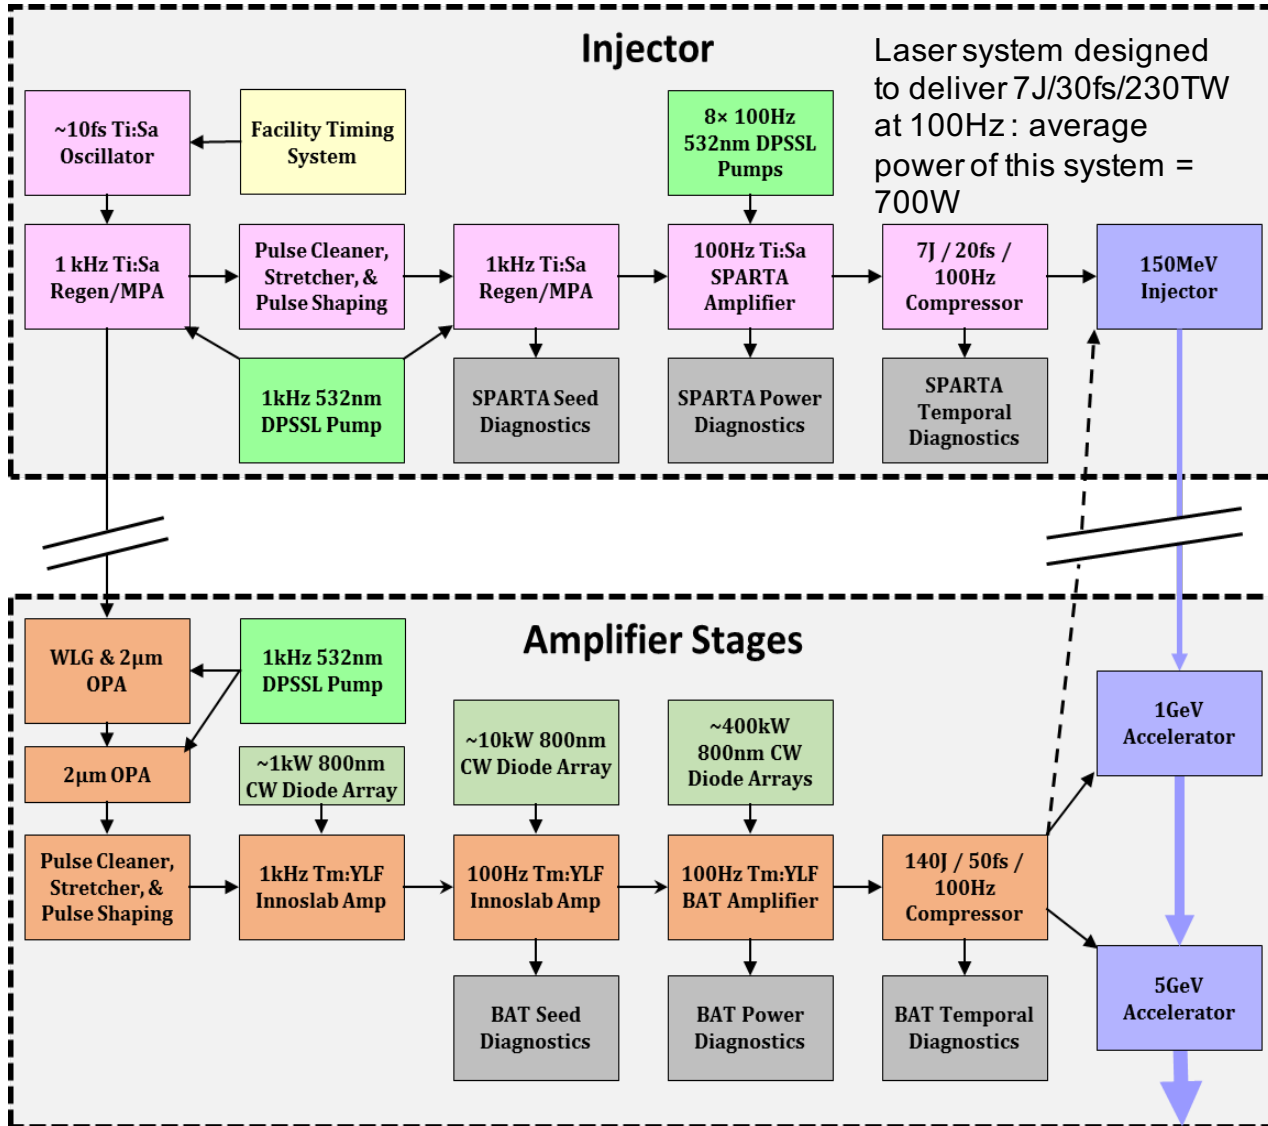 Injector
Laser system designed
to deliver 7J/30fs/230TW
at 100Hz : average
power of this system =
700W
~10fs Ti:Sa
Oscillator
Facility Timing
System
8× 100Hz
532nm DPSSL
Pumps
1 kHz Ti:Sa
Regen/MPA
Pulse Cleaner,
Stretcher, &
Pulse Shaping
1kHz Ti:Sa
Regen/MPA
100Hz Ti:Sa
SPARTA
Amplifier
7J / 20fs /
100Hz
Compressor
150MeV
Injector
1kHz 532nm
DPSSL Pump
SPARTA Seed
Diagnostics
SPARTA Power
Diagnostics
SPARTA
Temporal
Diagnostics
Amplifier Stages
WLG & 2μm
OPA
1kHz 532nm
DPSSL Pump
1GeV
Accelerator
2μm OPA
~1kW 800nm
CW Diode Array
~10kW 800nm
CW Diode Array
~400kW
800nm CW
Diode Arrays
Pulse Cleaner,
Stretcher, &
Pulse Shaping
1kHz Tm:YLF
Innoslab Amp
100Hz Tm:YLF
Innoslab Amp
100Hz Tm:YLF
BAT Amplifier
140J / 50fs /
100Hz
Compressor
5GeV
Accelerator
BAT Seed
Diagnostics
BAT Power
Diagnostics
BAT Temporal
Diagnostics